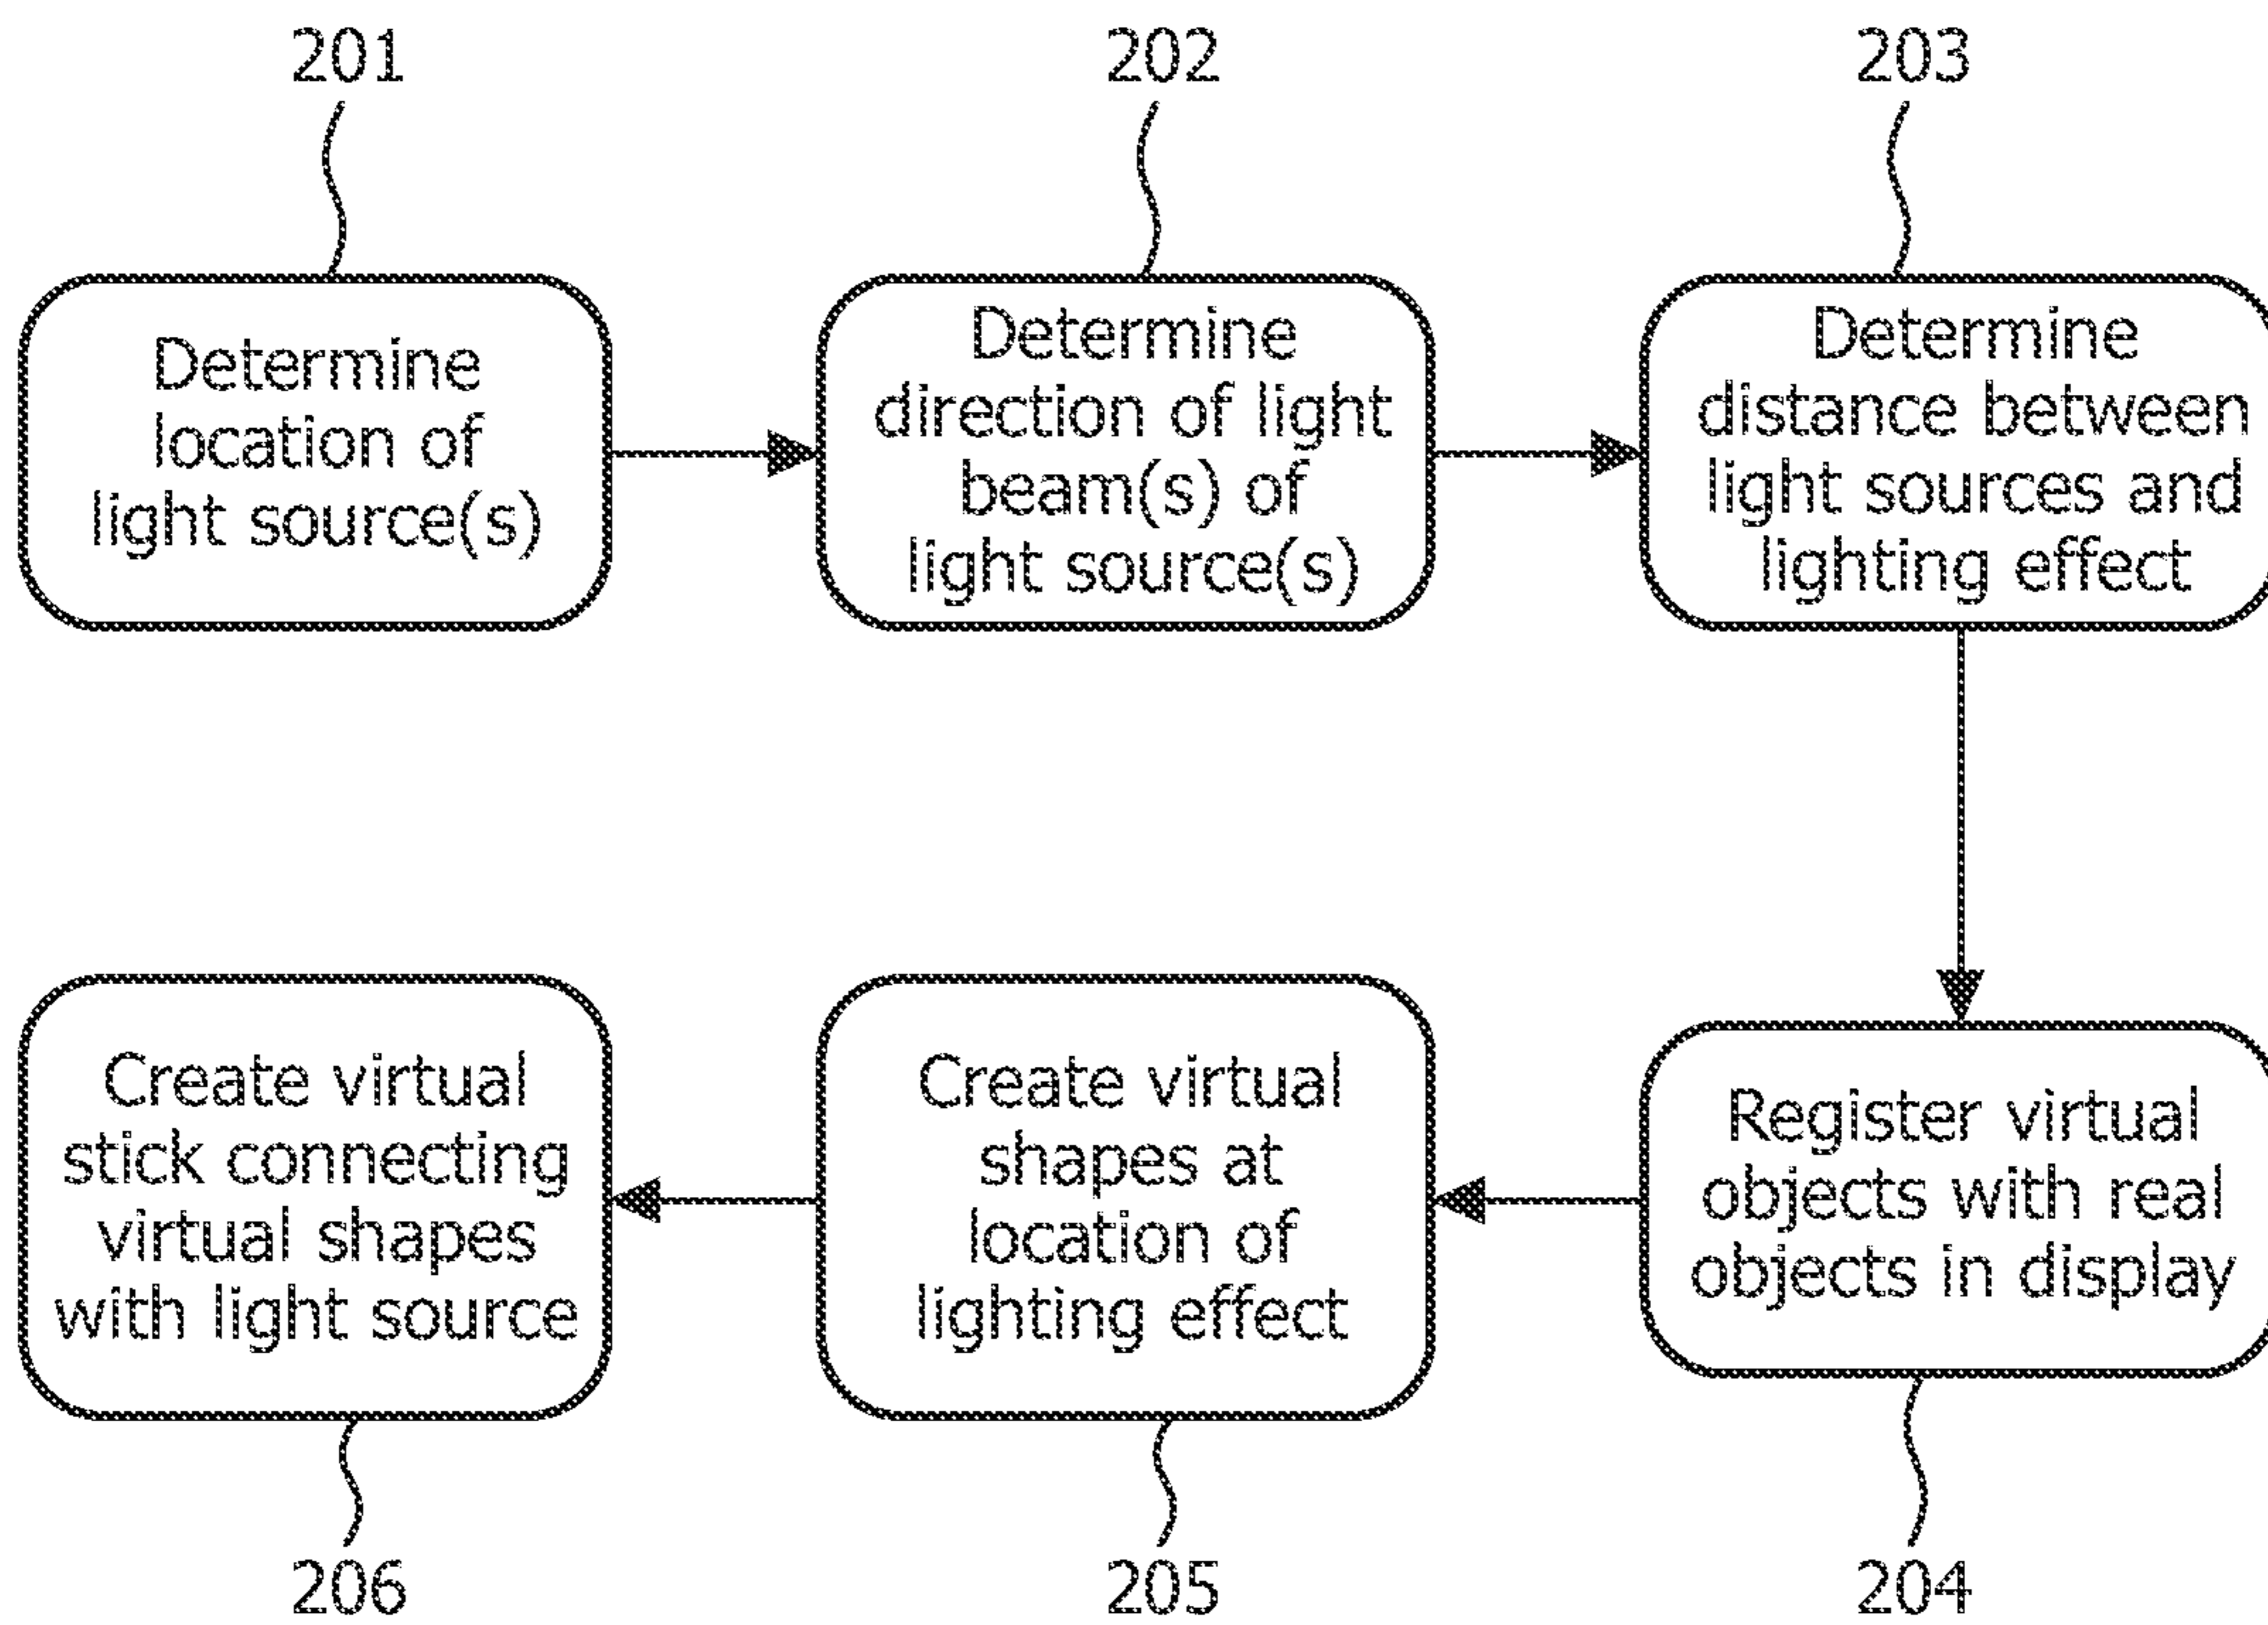 201
202
203
Determine
location of
light source(s)
Determine
direction of light
beam(s) of
light source(s)
Determine
distance between
light sources and
lighting effect
Create virtual
stick connecting
virtual shapes
with light source
Create virtual
shapes at
location of
lighting effect
Register virtual
objects with real
objects in display
206
205
204